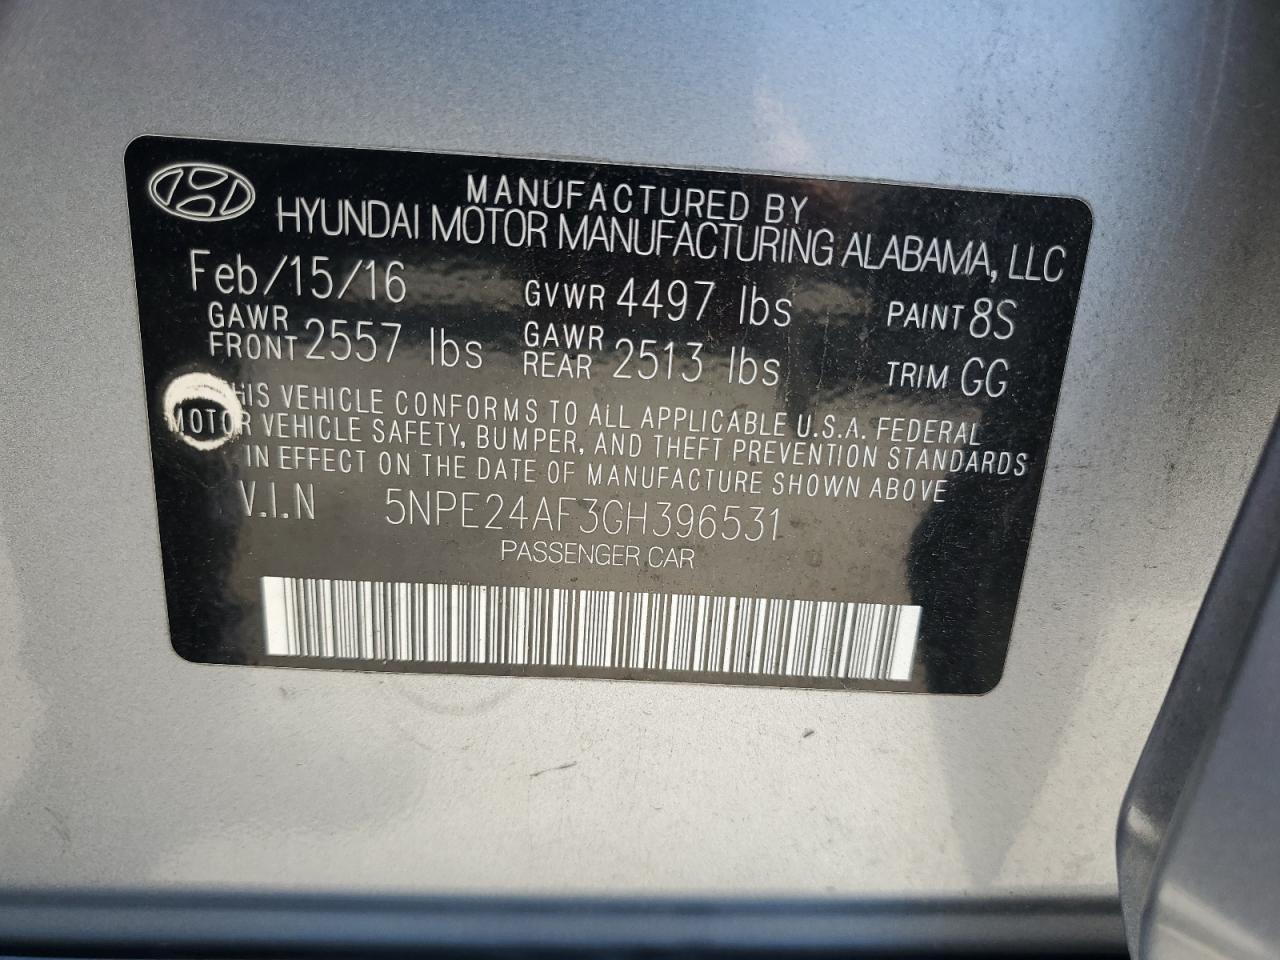 MANUFACTURED BY
HYUNDAI MOTOR MANUFACTURING ALABAMA, LLC
Feb/15/16 GVWR 4497 lbs PAINT 8S
GAWR FRONT 2557 lbs GAWR REAR 2513 lbs TRIM GG
THIS VEHICLE CONFORMS TO ALL APPLICABLE U.S.A. FEDERAL
MOTOR VEHICLE SAFETY, BUMPER, AND THEFT PREVENTION STANDARDS
IN EFFECT ON THE DATE OF MANUFACTURE SHOWN ABOVE
V.I.N 5NPE24AF3GH396531
PASSENGER CAR